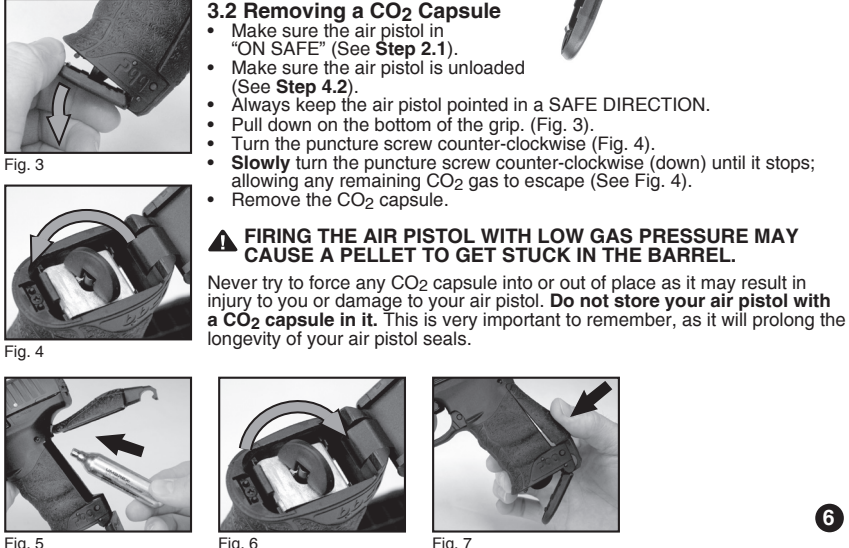 3.2 Removing a CO2 Capsule
• Make sure the air pistol in
“ON SAFE” (See Step 2.1).
• Make sure the air pistol is unloaded
(See Step 4.2).
• Always keep the air pistol pointed in a SAFE DIRECTION.
• Pull down on the bottom of the grip. (Fig. 3).
• Turn the puncture screw counter-clockwise (Fig. 4).
• Slowly turn the puncture screw counter-clockwise (down) until it stops;
allowing any remaining CO2 gas to escape (See Fig. 4).
• Remove the CO2 capsule.
Fig. 3
FIRING THE AIR PISTOL WITH LOW GAS PRESSURE MAY
CAUSE A PELLET TO GET STUCK IN THE BARREL.
Never try to force any CO2 capsule into or out of place as it may result in
injury to you or damage to your air pistol. Do not store your air pistol with
a CO2 capsule in it. This is very important to remember, as it will prolong the
longevity of your air pistol seals.
Fig. 4
Fig. 5
Fig. 6
Fig. 7
6